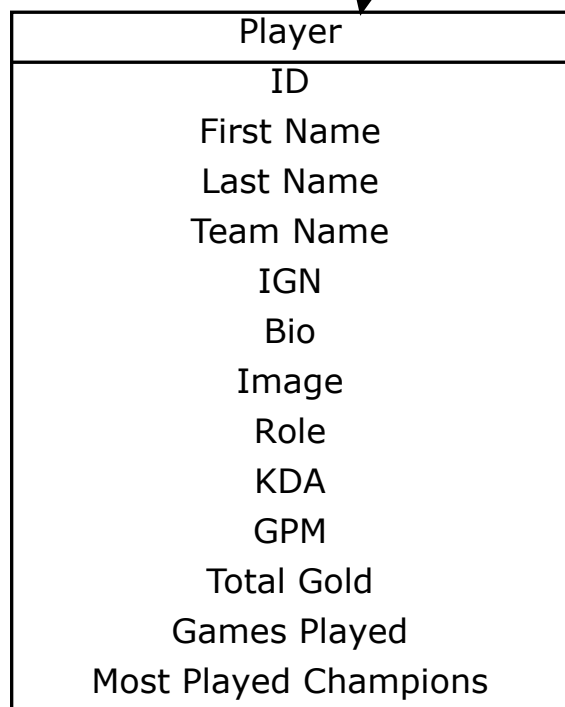 Player
ID
First Name
Last Name
Team Name
IGN
Bio
Image
Role
KDA
GPM
Total Gold
Games Played
Most Played Champions